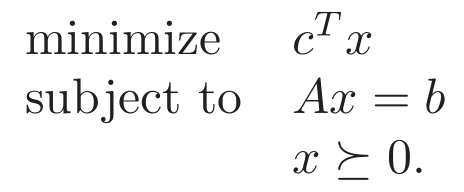 minimize c^T x
subject to Ax = b
x ⪰ 0.